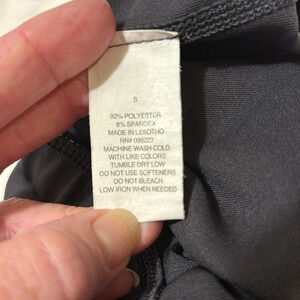 S
92% POLYESTER
8% SPANDEX
MADE IN LESOTHO
RN# 098223
MACHINE WASH COLD
WITH LIKE COLORS
TUMBLE DRY LOW
DO NOT USE SOFTENERS
DO NOT BLEACH
LOW IRON WHEN NEEDED